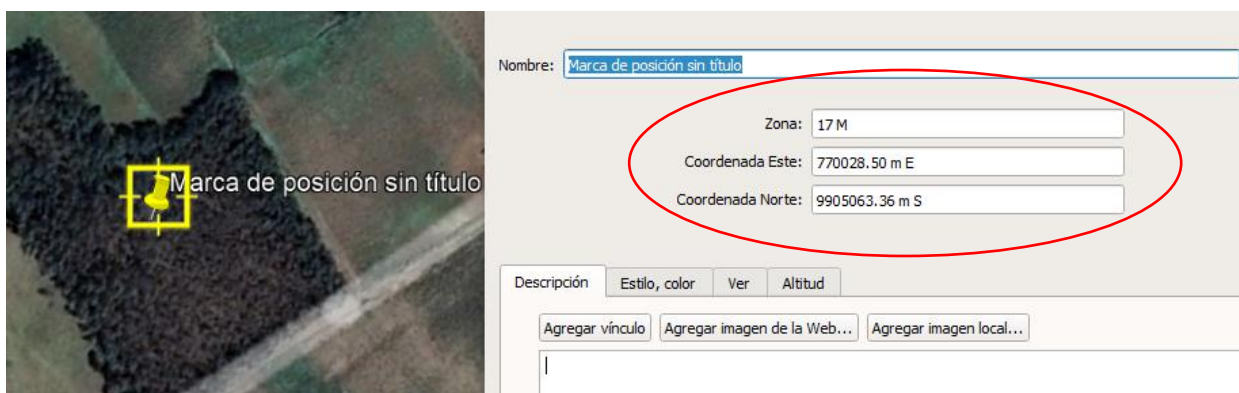 Marca de posición sin título
Nombre: Marca de posición sin título
Zona: 17 M
Coordenada Este: 770028.50 m E
Coordenada Norte: 9905063.36 m S
Descripción Estilo, color Ver Altitud
Agregar vínculo Agregar imagen de la Web... Agregar imagen local...